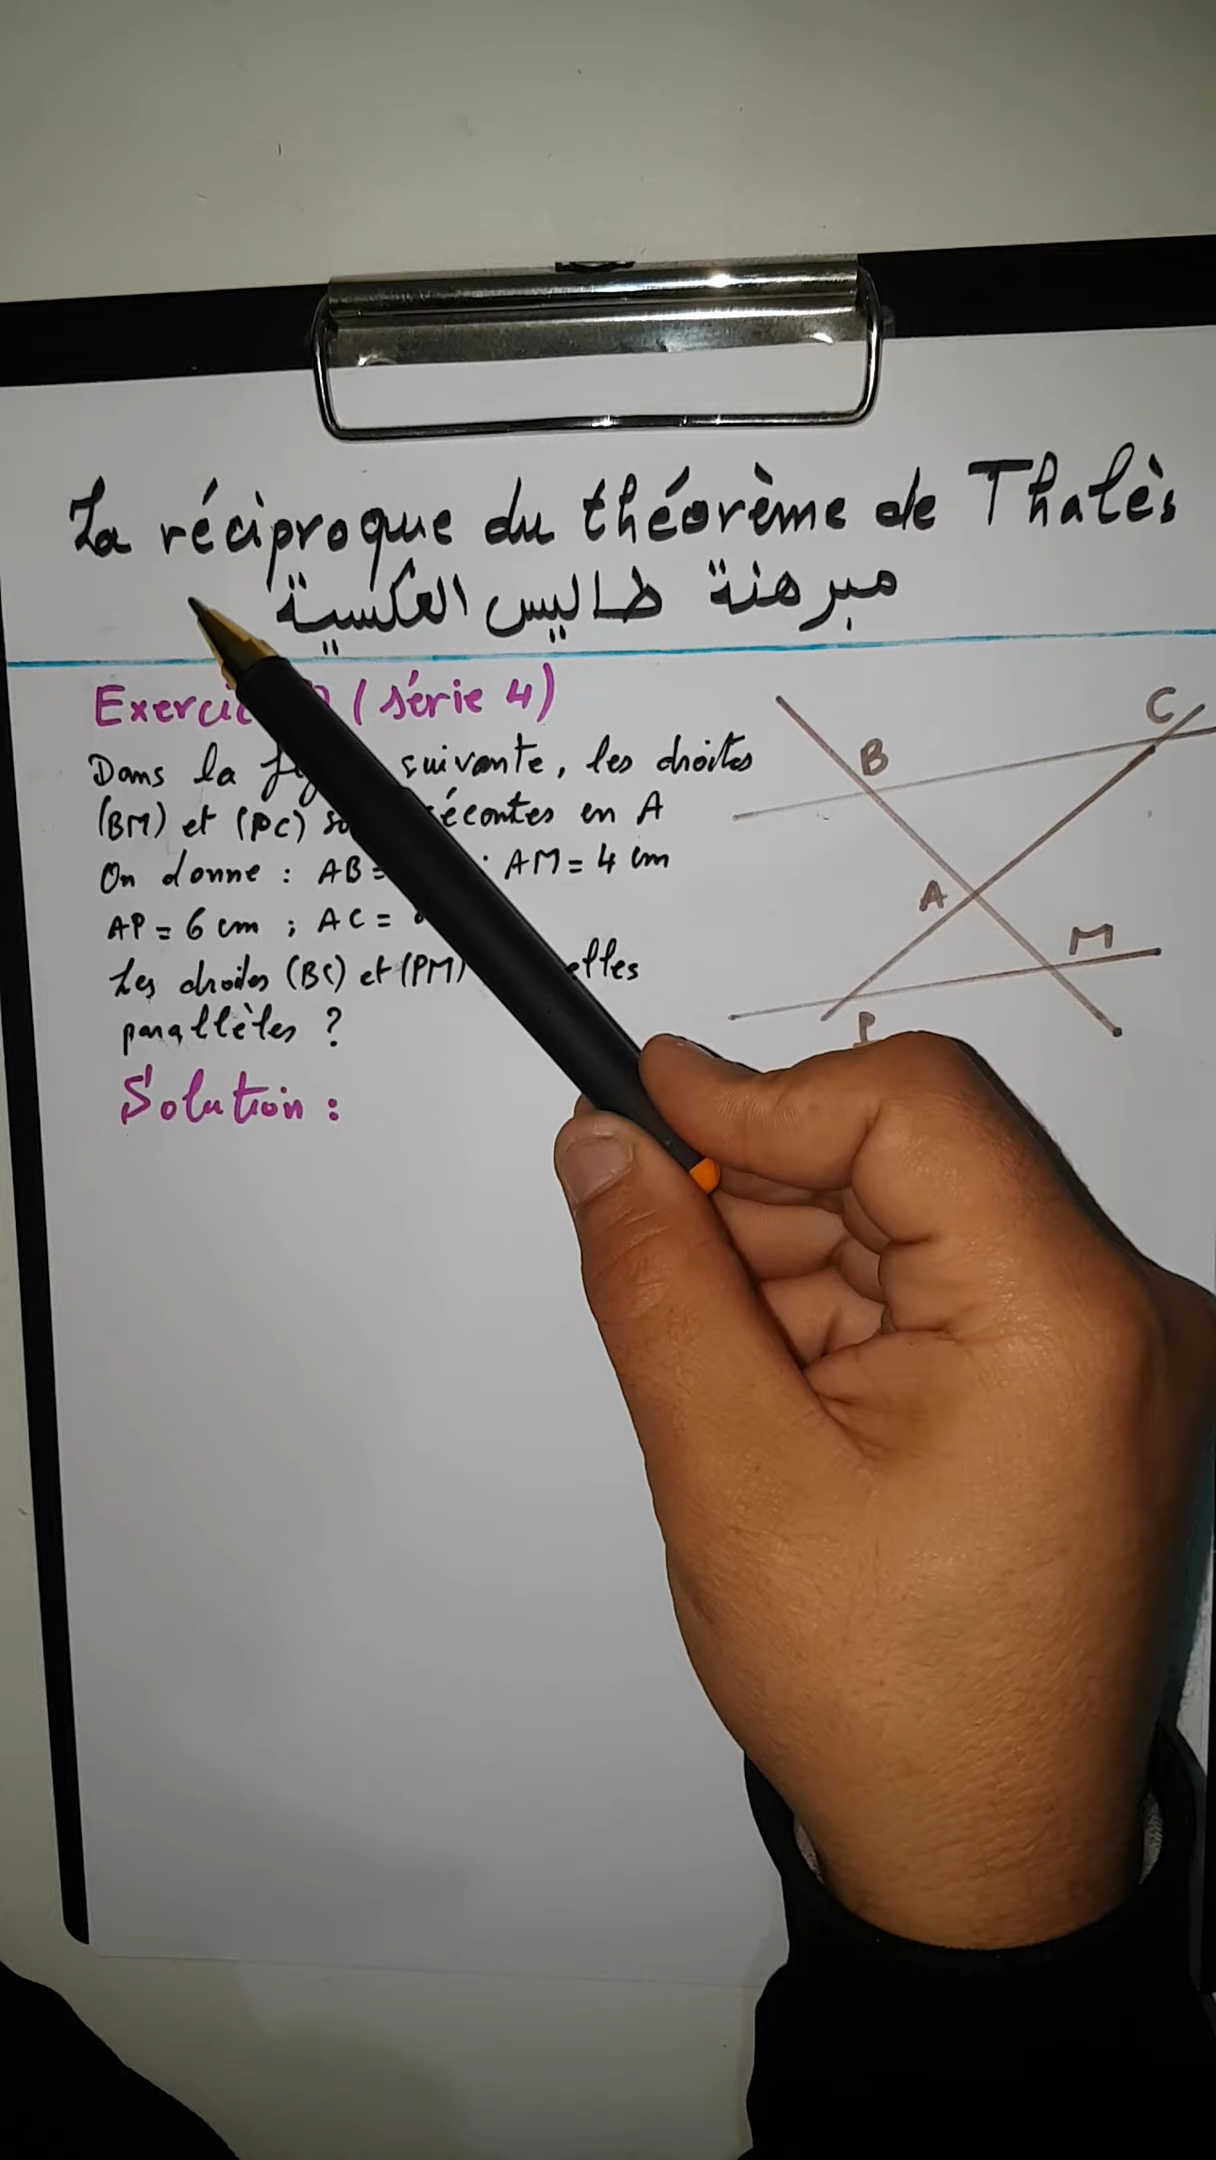 La réciproque du théorème de Thalès
مبرهنة طاليس العكسية
(série 4)
Dans la suivante, les droites
(BM) et (PC) sécantes en A
On donne : AB = ; AM = 4 cm
AP = 6 cm ; AC =
Les droites (BC) et (PM) elles
parallèles ?
Solution :
B
C
A
M
P